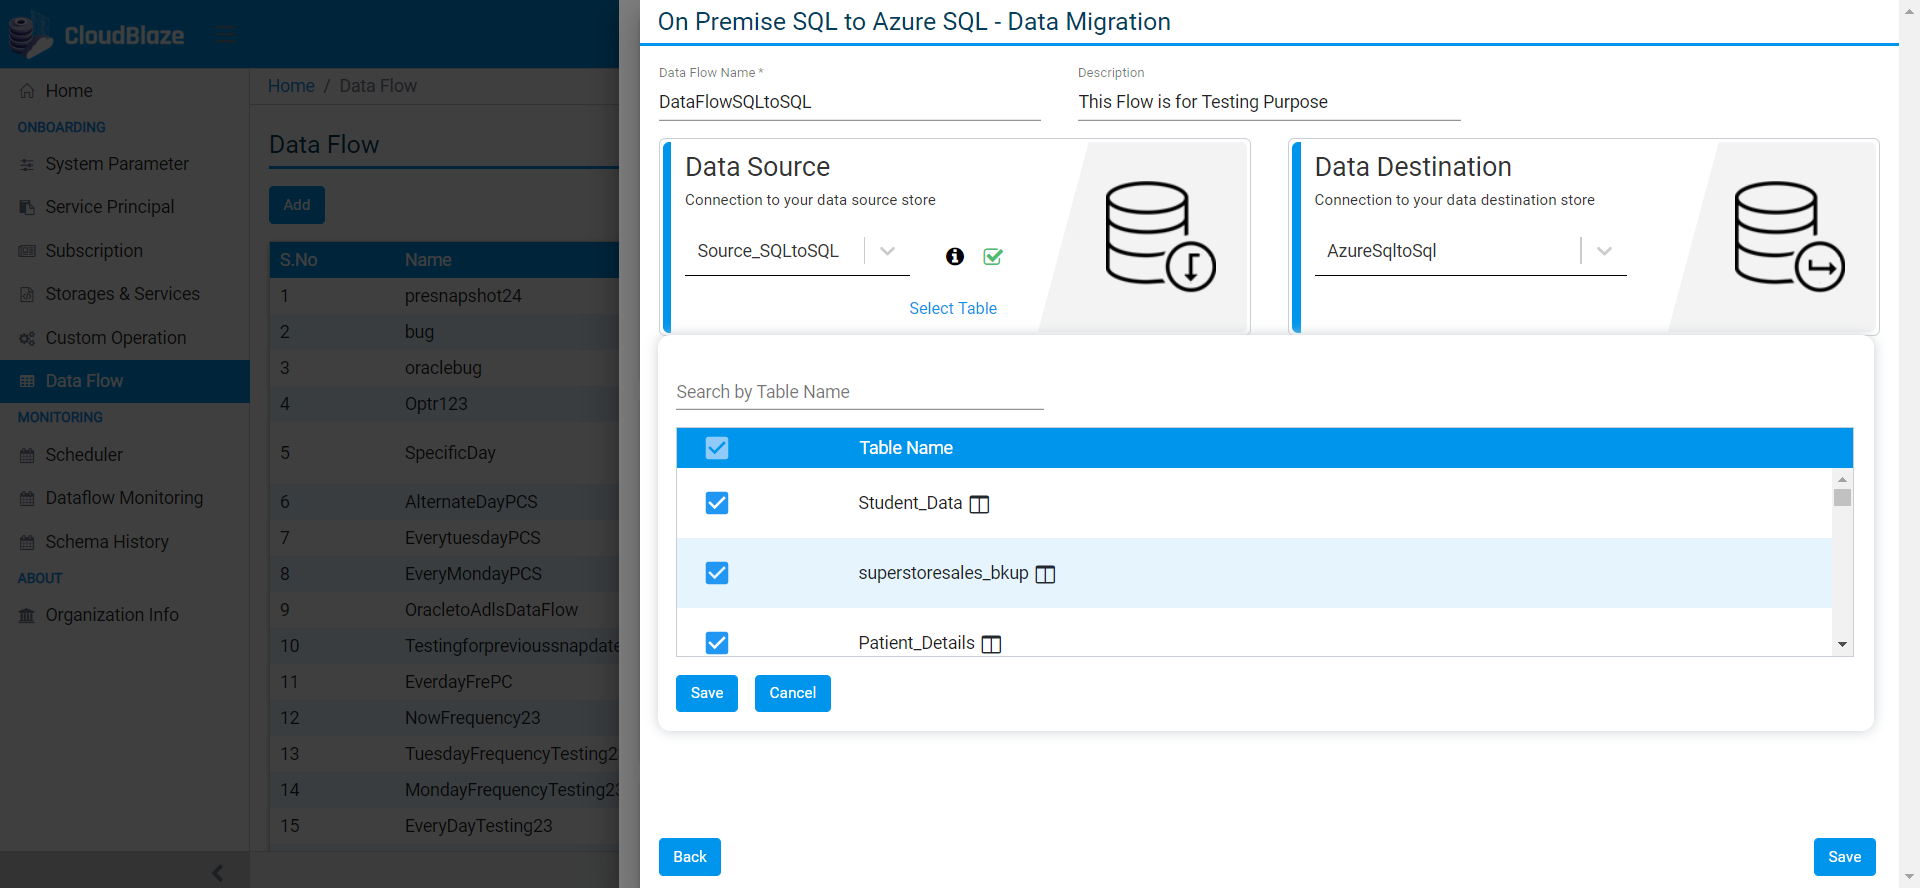 CloudBlaze
Home
ONBOARDING
System Parameter
Service Principal
Subscription
Storages & Services
Custom Operation
Data Flow
MONITORING
Scheduler
Dataflow Monitoring
Schema History
ABOUT
Organization Info
Home / Data Flow
Data Flow
Add
S.No Name
1 presnapshot24
2 bug
3 oraclebug
4 Optr123
5 SpecificDay
6 AlternateDayPCS
7 EverytuesdayPCS
8 EveryMondayPCS
9 OracletoAdlsDataFlow
10 Testingforprevioussnapdate
11 EverdayFrePC
12 NowFrequency23
13 TuesdayFrequencyTesting2
14 MondayFrequencyTesting23
15 EveryDayTesting23
On Premise SQL to Azure SQL - Data Migration
Data Flow Name *
DataFlowSQLtoSQL
Description
This Flow is for Testing Purpose
Data Source
Connection to your data source store
Source_SQLtoSQL
Select Table
Data Destination
Connection to your data destination store
AzureSqltoSql
Search by Table Name
Table Name
Student_Data
superstoresales_bkup
Patient_Details
Save Cancel
Back Save